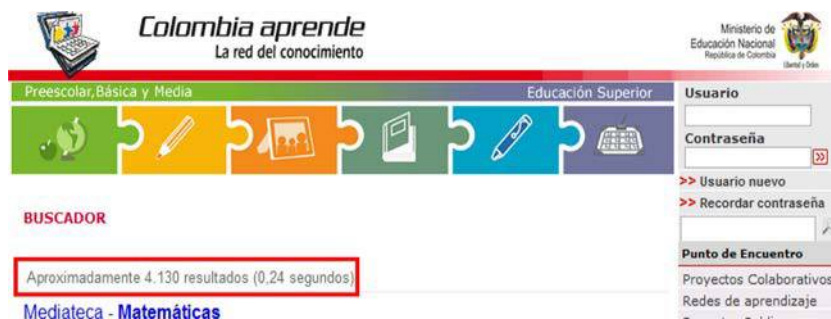 Colombia aprende
La red del conocimiento
Ministerio de
Educación Nacional
República de Colombia
Libertad y Orden
Preescolar,Básica y Media
Educación Superior
Usuario
Contraseña
>> Usuario nuevo
>> Recordar contraseña
BUSCADOR
Punto de Encuentro
Aproximadamente 4.130 resultados (0,24 segundos)
Proyectos Colaborativos
Redes de aprendizaje
Mediateca - Matemáticas